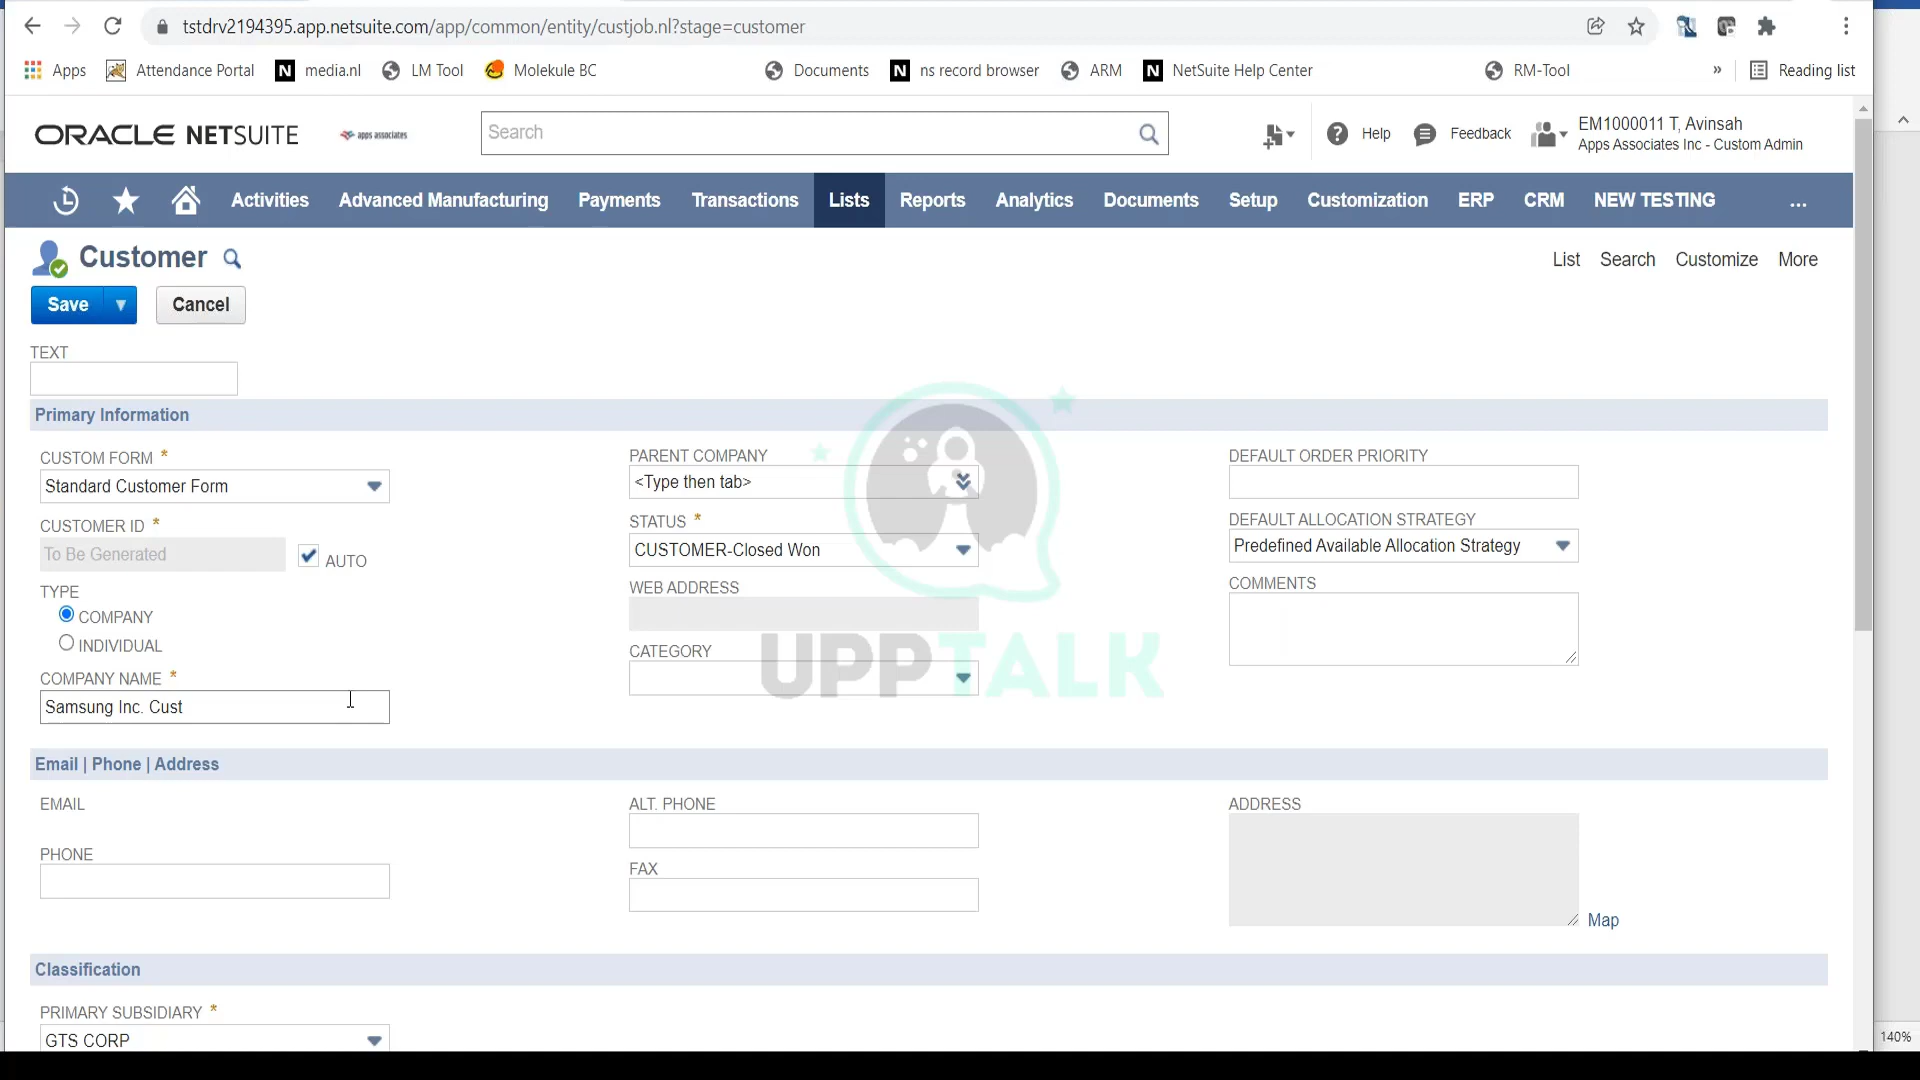 tstdrv2194395.app.netsuite.com/app/common/entity/custjob.nl?stage=customer
Apps Attendance Portal media.nl LM Tool Molekule BC Documents ns record browser ARM NetSuite Help Center RM-Tool » Reading list
ORACLE NETSUITE apps associates Search Help Feedback EM1000011 T, Avinsah
Apps Associates Inc - Custom Admin
Activities Advanced Manufacturing Payments Transactions Lists Reports Analytics Documents Setup Customization ERP CRM NEW TESTING ...
Customer List Search Customize More
Save Cancel
TEXT
Primary Information
CUSTOM FORM *
Standard Customer Form
CUSTOMER ID *
To Be Generated AUTO
TYPE
COMPANY
INDIVIDUAL
COMPANY NAME *
Samsung Inc. Cust
PARENT COMPANY
<Type then tab>
STATUS *
CUSTOMER-Closed Won
WEB ADDRESS
CATEGORY
DEFAULT ORDER PRIORITY
DEFAULT ALLOCATION STRATEGY
Predefined Available Allocation Strategy
COMMENTS
UPPTALK
Email | Phone | Address
EMAIL
PHONE
ALT. PHONE
FAX
ADDRESS
Map
Classification
PRIMARY SUBSIDIARY *
GTS CORP
140%